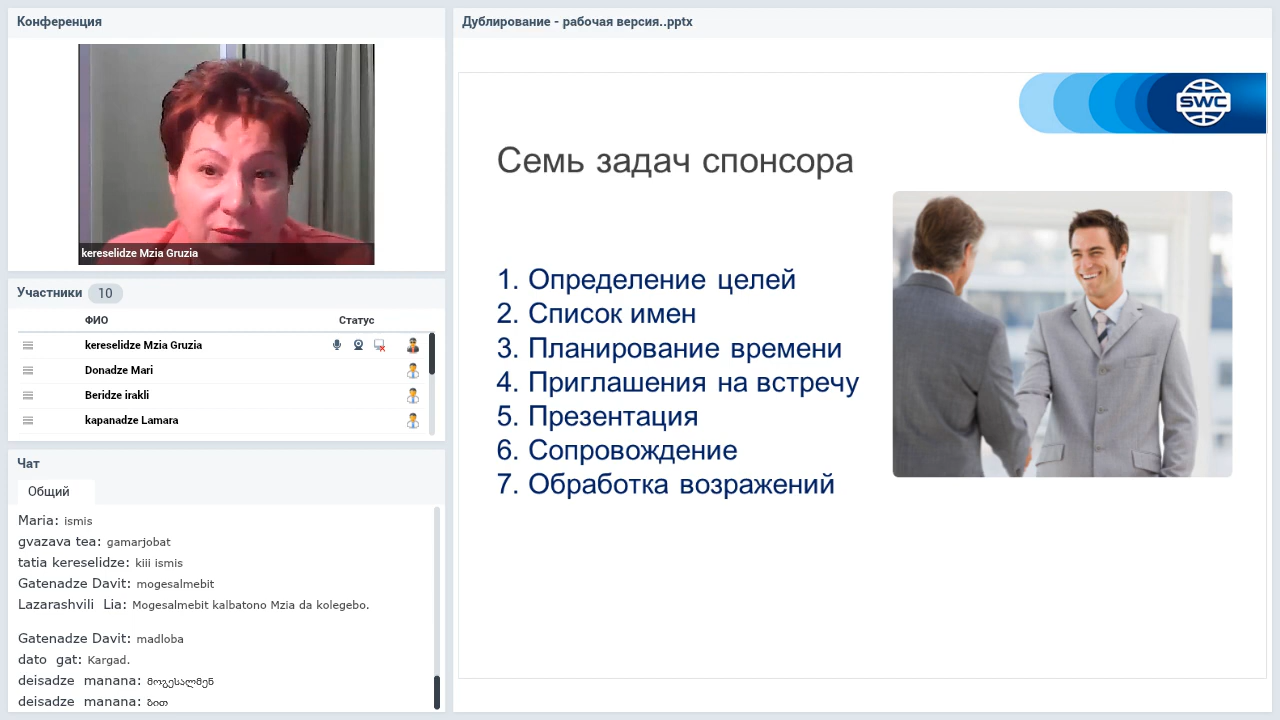 Конференция
kereselidze Mzia Gruzia
Участники 10
ФИО Статус
kereselidze Mzia Gruzia
Donadze Mari
Beridze irakli
kapanadze Lamara
Чат
Общий
Maria: ismis
gvazava tea: gamarjobat
tatia kereselidze: kiii ismis
Gatenadze Davit: mogesalmebit
Lazarashvili Lia: Mogesalmebit kalbatono Mzia da kolegebo.
Gatenadze Davit: madloba
dato gat: Kargad.
deisadze manana: მოგესალმენ
deisadze manana: ბით
Дублирование - рабочая версия..pptx
SWC
Семь задач спонсора
1. Определение целей
2. Список имен
3. Планирование времени
4. Приглашения на встречу
5. Презентация
6. Сопровождение
7. Обработка возражений